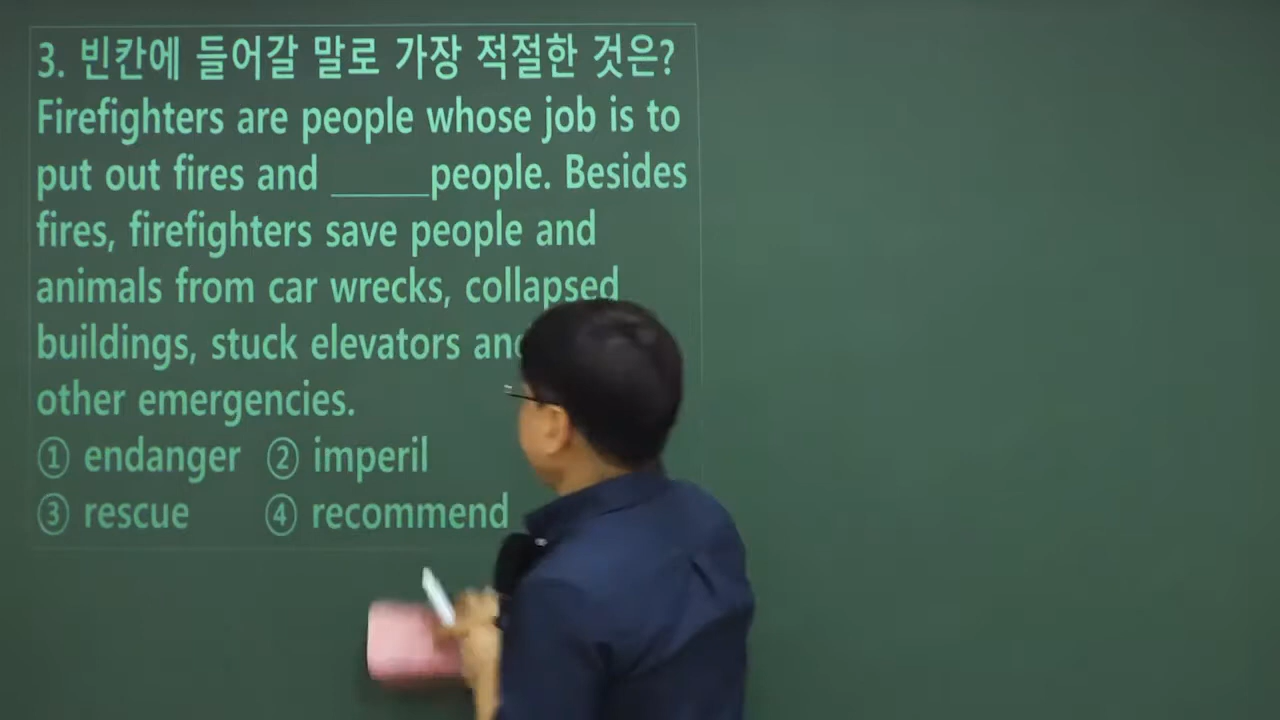 3. 빈칸에 들어갈 말로 가장 적절한 것은?
Firefighters are people whose job is to
put out fires and ______people. Besides
fires, firefighters save people and
animals from car wrecks, collapsed
buildings, stuck elevators and
other emergencies.
① endanger ② imperil
③ rescue ④ recommend